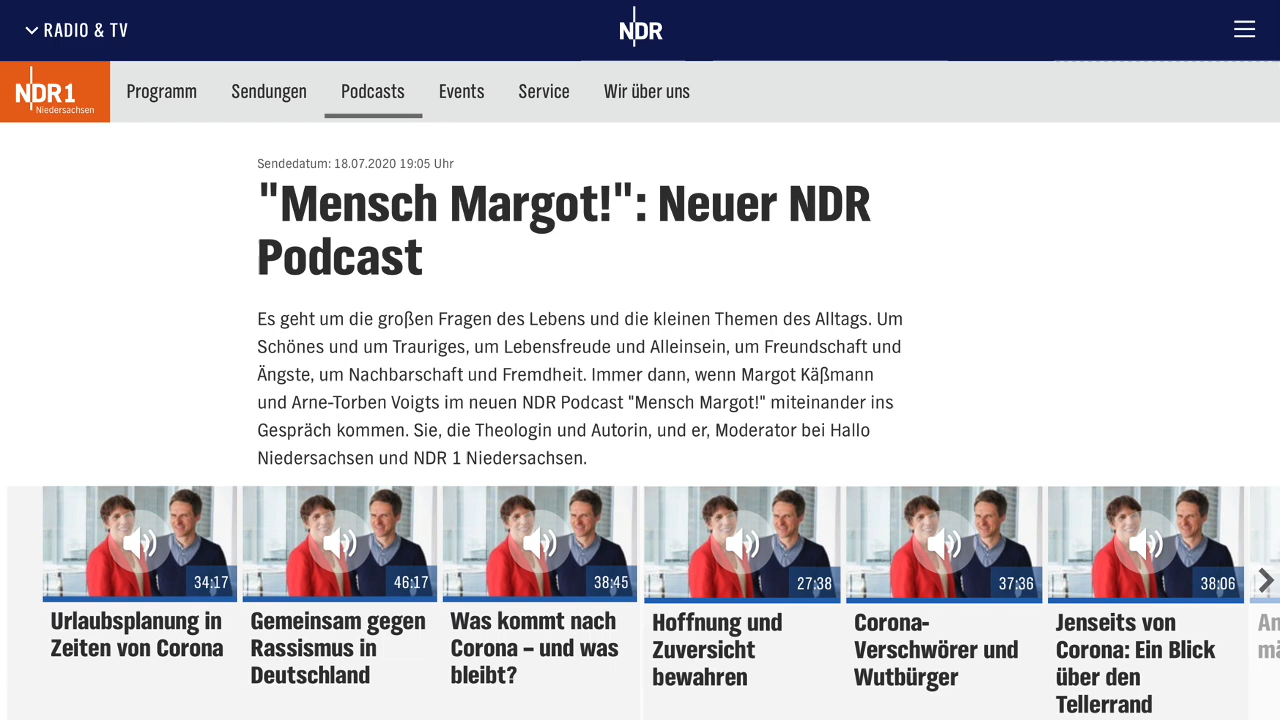 RADIO & TV
NDR
NDR1
Niedersachsen
Programm
Sendungen
Podcasts
Events
Service
Wir über uns
Sendedatum: 18.07.2020 19:05 Uhr
"Mensch Margot!": Neuer NDR
Podcast
Es geht um die großen Fragen des Lebens und die kleinen Themen des Alltags. Um
Schönes und um Trauriges, um Lebensfreude und Alleinsein, um Freundschaft und
Ängste, um Nachbarschaft und Fremdheit. Immer dann, wenn Margot Käßmann
und Arne-Torben Voigts im neuen NDR Podcast "Mensch Margot!" miteinander ins
Gespräch kommen. Sie, die Theologin und Autorin, und er, Moderator bei Hallo
Niedersachsen und NDR 1 Niedersachsen.
34:17
Urlaubsplanung in
Zeiten von Corona
46:17
Gemeinsam gegen
Rassismus in
Deutschland
38:45
Was kommt nach
Corona – und was
bleibt?
27:38
Hoffnung und
Zuversicht
bewahren
37:36
Corona-
Verschwörer und
Wutbürger
38:06
Jenseits von
Corona: Ein Blick
über den
Tellerrand